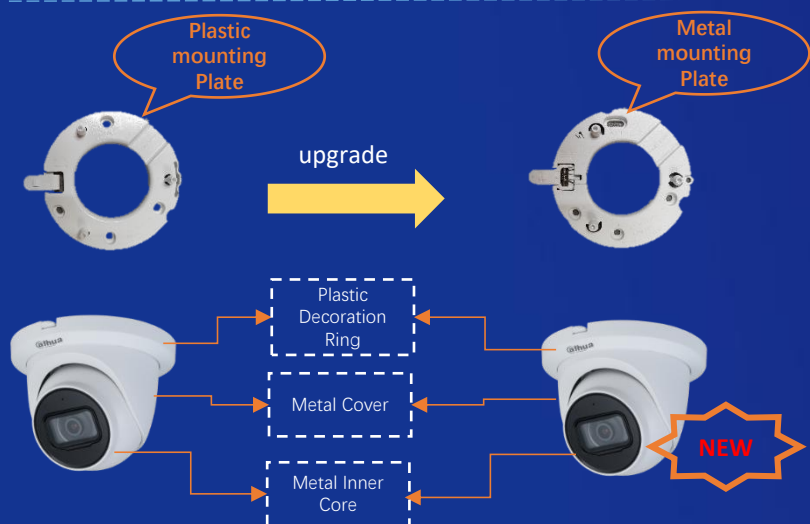 Plastic
mounting
Plate
Metal
mounting
Plate
upgrade
Plastic
Decoration
Ring
alhua
alhua
Metal Cover
NEW
Metal Inner
Core